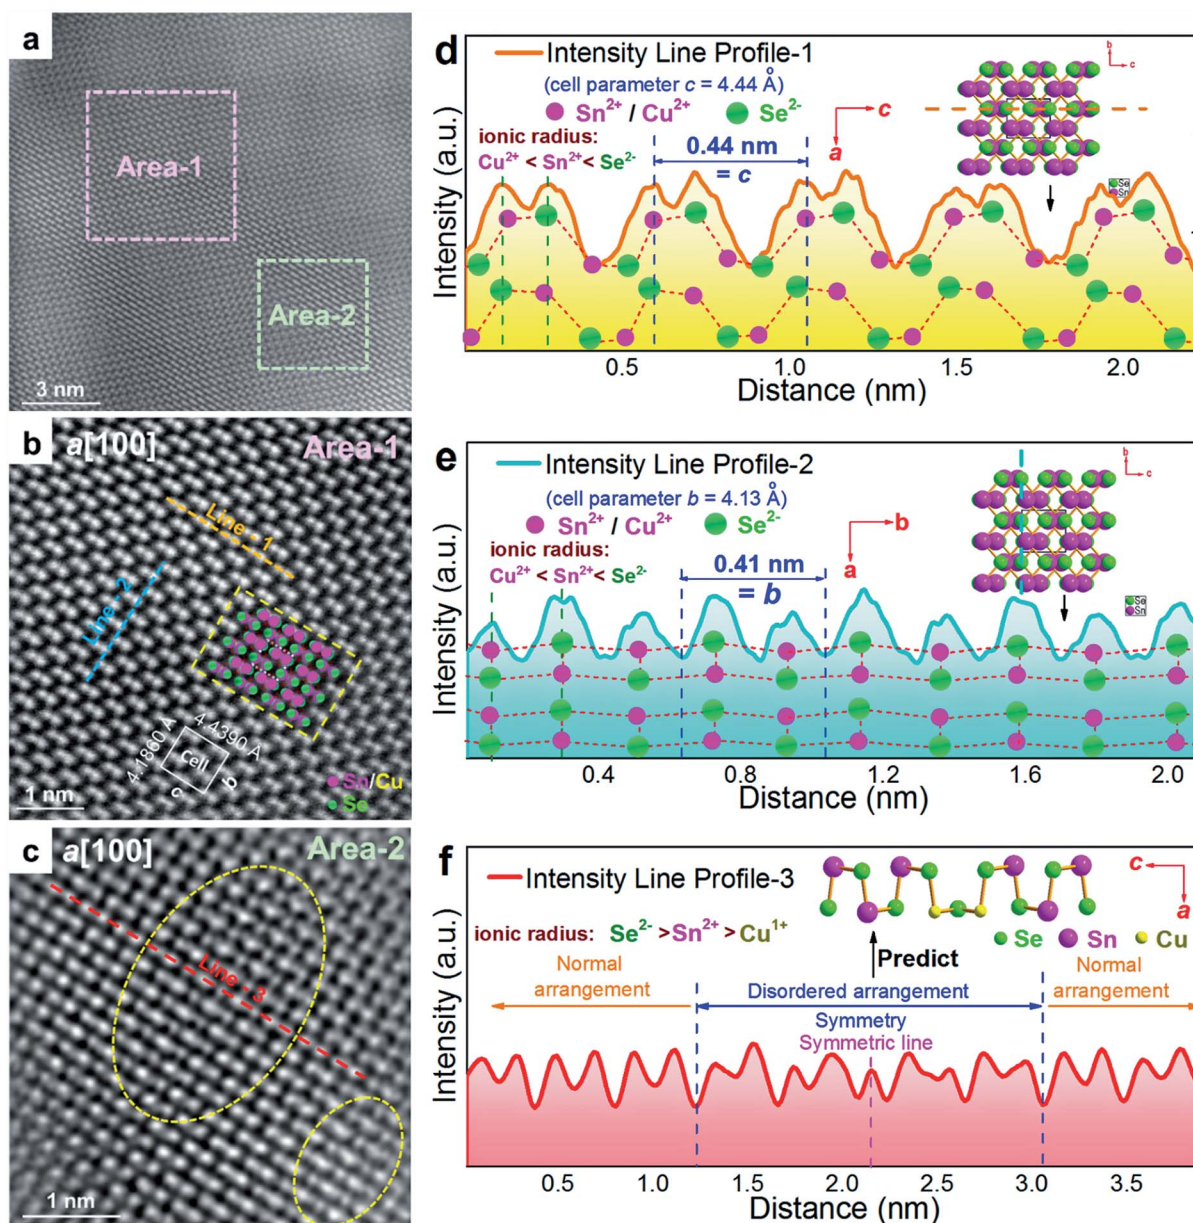 a
Area-1
Area-2
3 nm
b
a[100]
Area-1
Line - 1
Line - 2
4.4390 Å
4.1860 Å
Cell
b
c
Sn/Cu
Se
1 nm
c
a[100]
Area-2
Line - 3
1 nm
d
Intensity Line Profile-1
(cell parameter c = 4.44 Å)
Sn2+ / Cu2+
Se2-
ionic radius:
Cu2+ < Sn2+ < Se2-
0.44 nm
= c
c
a
b
c
Se
Sn
Intensity (a.u.)
0.5
1.0
1.5
2.0
Distance (nm)
e
Intensity Line Profile-2
(cell parameter b = 4.13 Å)
Sn2+ / Cu2+
Se2-
ionic radius:
Cu2+ < Sn2+ < Se2-
0.41 nm
= b
b
a
b
c
Se
Sn
Intensity (a.u.)
0.4
0.8
1.2
1.6
2.0
Distance (nm)
f
Intensity Line Profile-3
c
a
ionic radius: Se2- >Sn2+ >Cu1+
Se
Sn
Cu
Predict
Normal
arrangement
Disordered arrangement
Normal
arrangement
Symmetry
Symmetric line
Intensity (a.u.)
0.5
1.0
1.5
2.0
2.5
3.0
3.5
Distance (nm)